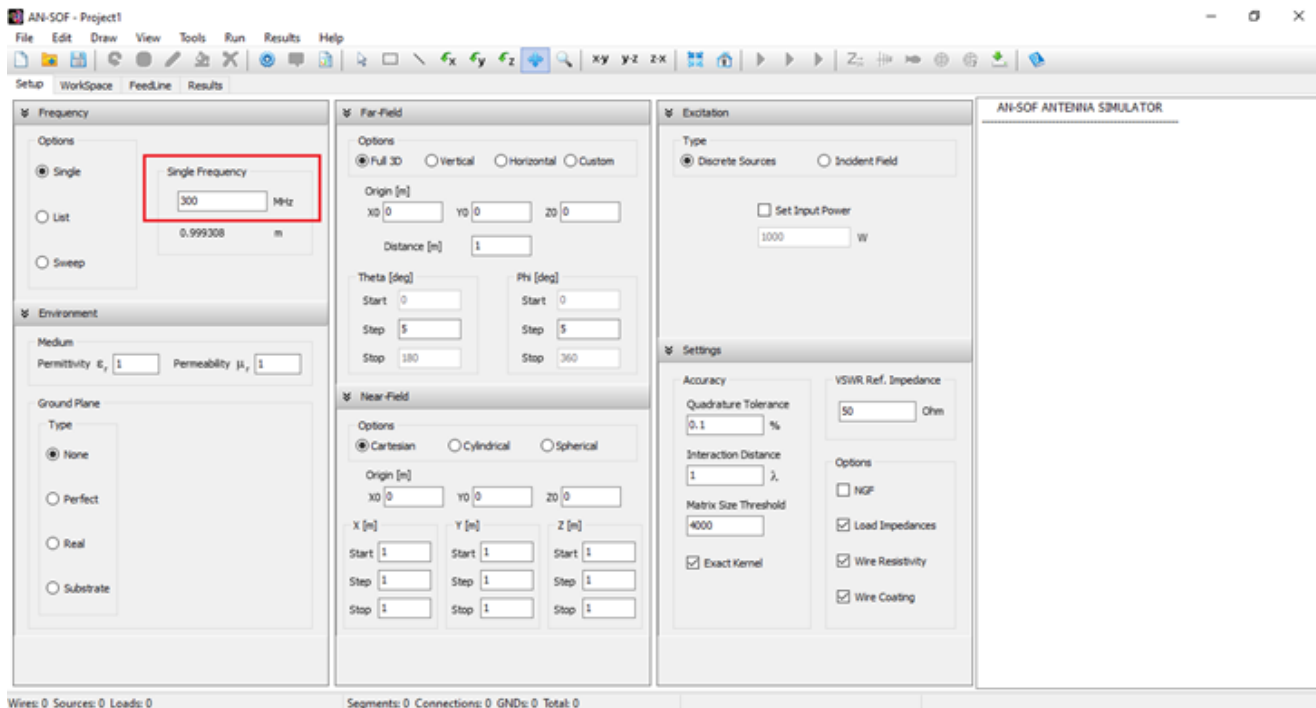 AN-SOF - Project1
File Edit Draw View Tools Run Results Help
xy yz zx
Setup WorkSpace FeedLine Results
Frequency
Options
Single
List
Sweep
Single Frequency
300 MHz
0.999308 m
Environment
Medium
Permittivity εr 1 Permeability μr 1
Ground Plane
Type
None
Perfect
Real
Substrate
Far-Field
Options
Full 3D Vertical Horizontal Custom
Origin [m]
X0 0 Y0 0 Z0 0
Distance [m] 1
Theta [deg] Phi [deg]
Start 0 Start 0
Step 5 Step 5
Stop 180 Stop 360
Near-Field
Options
Cartesian Cylindrical Spherical
Origin [m]
X0 0 Y0 0 Z0 0
X [m] Y [m] Z [m]
Start 1 Start 1 Start 1
Step 1 Step 1 Step 1
Stop 1 Stop 1 Stop 1
Excitation
Type
Discrete Sources Incident Field
Set Input Power
1000 W
Settings
Accuracy
Quadrature Tolerance
0.1 %
Interaction Distance
1 λ
Matrix Size Threshold
4000
Exact Kernel
VSWR Ref. Impedance
50 Ohm
Options
NGF
Load Impedances
Wire Resistivity
Wire Coating
AN-SOF ANTENNA SIMULATOR
Wires: 0 Sources: 0 Loads: 0 Segments: 0 Connections: 0 GNDs: 0 Total: 0